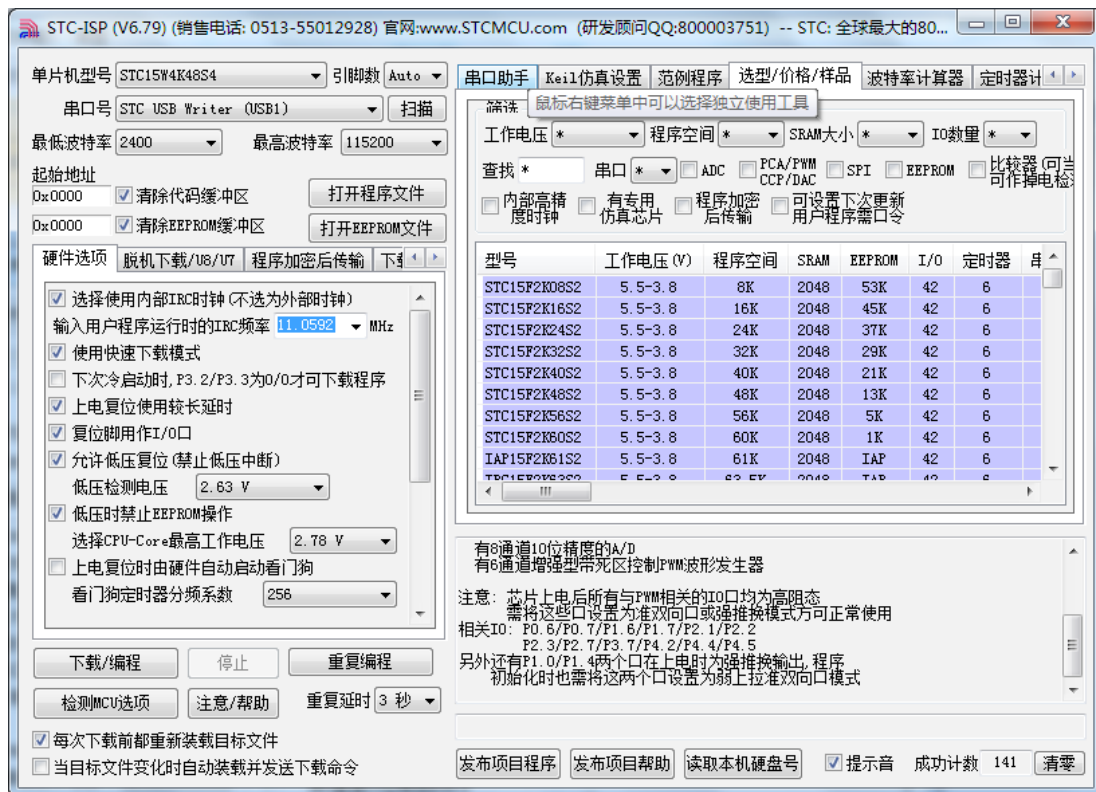 STC-ISP (V6.79) (销售电话: 0513-55012928) 官网:www.STCMCU.com (研发顾问QQ:800003751) -- STC: 全球最大的80...
单片机型号 STC15W4K48S4 引脚数 Auto
串口号 STC USB Writer (USB1) 扫描
最低波特率 2400 最高波特率 115200
起始地址
0x0000 清除代码缓冲区 打开程序文件
0x0000 清除EEPROM缓冲区 打开EEPROM文件
硬件选项 脱机下载/U8/U7 程序加密后传输
选择使用内部IRC时钟(不选为外部时钟)
输入用户程序运行时的IRC频率 11.0592 MHz
使用快速下载模式
下次冷启动时,P3.2/P3.3为0/0才可下载程序
上电复位使用较长延时
复位脚用作I/O口
允许低压复位(禁止低压中断)
低压检测电压 2.63 V
低压时禁止EEPROM操作
选择CPU-Core最高工作电压 2.78 V
上电复位时由硬件自动启动看门狗
看门狗定时器分频系数 256
下载/编程 停止 重复编程
检测MCU选项 注意/帮助 重复延时 3 秒
每次下载前都重新装载目标文件
当目标文件变化时自动装载并发送下载命令
串口助手 Keil仿真设置 范例程序 选型/价格/样品 波特率计算器 定时器计
筛选 鼠标右键菜单中可以选择独立使用工具
工作电压 * 程序空间 * SRAM大小 * IO数量 *
查找 * 串口 * ADC PCA/PWM CCP/DAC SPI EEPROM 比较器(可当 可作掉电检
内部高精度时钟 有专用仿真芯片 程序加密后传输 可设置下次更新用户程序需口令
型号 工作电压(V) 程序空间 SRAM EEPROM I/O 定时器
STC15F2K08S2 5.5-3.8 8K 2048 53K 42 6
STC15F2K16S2 5.5-3.8 16K 2048 45K 42 6
STC15F2K24S2 5.5-3.8 24K 2048 37K 42 6
STC15F2K32S2 5.5-3.8 32K 2048 29K 42 6
STC15F2K40S2 5.5-3.8 40K 2048 21K 42 6
STC15F2K48S2 5.5-3.8 48K 2048 13K 42 6
STC15F2K56S2 5.5-3.8 56K 2048 5K 42 6
STC15F2K60S2 5.5-3.8 60K 2048 1K 42 6
IAP15F2K61S2 5.5-3.8 61K 2048 IAP 42 6
有8通道10位精度的A/D
有6通道增强型带死区控制PWM波形发生器
注意: 芯片上电后所有与PWM相关的IO口均为高阻态
需将这些口设置为准双向口或强推挽模式方可正常使用
相关IO: P0.6/P0.7/P1.6/P1.7/P2.1/P2.2
P2.3/P2.7/P3.7/P4.2/P4.4/P4.5
另外还有P1.0/P1.4两个口在上电时为强推挽输出,程序
初始化时也需将这两个口设置为弱上拉准双向口模式
发布项目程序 发布项目帮助 读取本机硬盘号 提示音 成功计数 141 清零